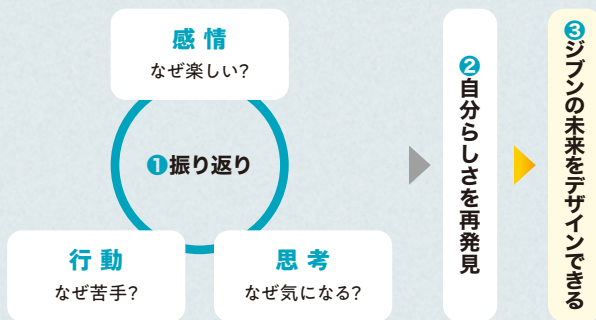 感情
なぜ楽しい?
❶振り返り
行動
なぜ苦手?
思考
なぜ気になる?
❷自分らしさを再発見
❸ジブンの未来をデザインできる